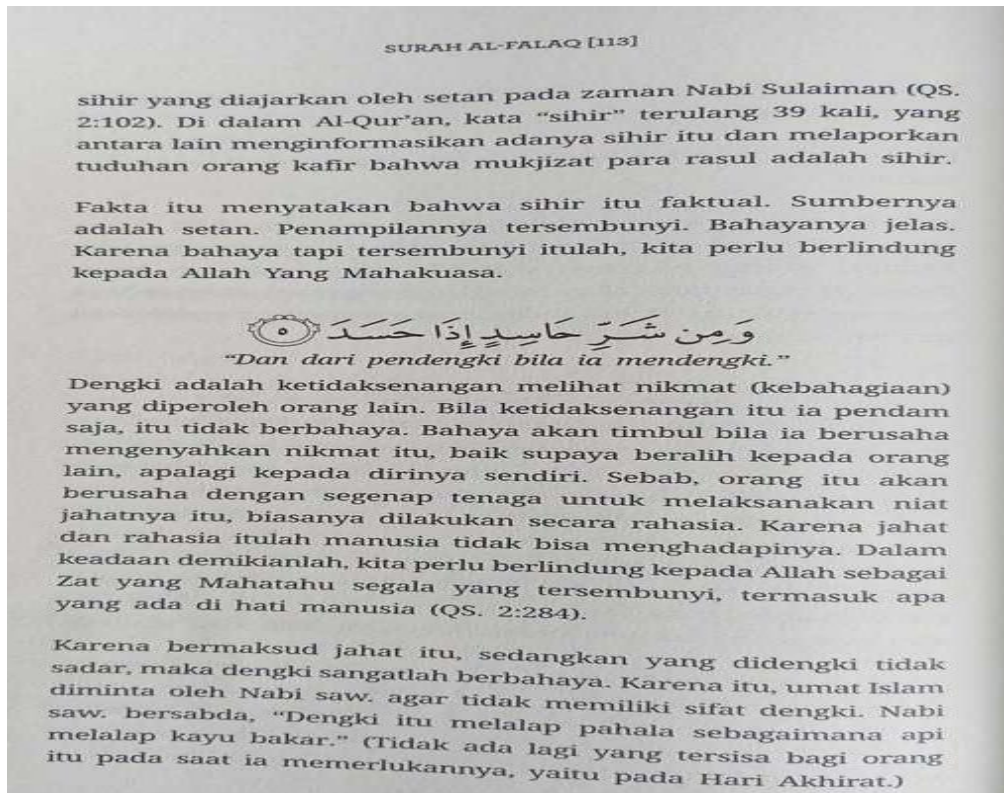 SURAH AL-FALAQ [113]
sihir yang diajarkan oleh setan pada zaman Nabi Sulaiman (QS.
2:102). Di dalam Al-Qur'an, kata “sihir” terulang 39 kali, yang
antara lain menginformasikan adanya sihir itu dan melaporkan
tuduhan orang kafir bahwa mukjizat para rasul adalah sihir.
Fakta itu menyatakan bahwa sihir itu faktual. Sumbernya
adalah setan. Penampilannya tersembunyi. Bahayanya jelas.
Karena bahaya tapi tersembunyi itulah, kita perlu berlindung
kepada Allah Yang Mahakuasa.
وَمِن شَرِّ حَاسِدٍ إِذَا حَسَدَ ٥
“Dan dari pendengki bila ia mendengki.”
Dengki adalah ketidaksenangan melihat nikmat (kebahagiaan)
yang diperoleh orang lain. Bila ketidaksenangan itu ia pendam
saja, itu tidak berbahaya. Bahaya akan timbul bila ia berusaha
mengenyahkan nikmat itu, baik supaya beralih kepada orang
lain, apalagi kepada dirinya sendiri. Sebab, orang itu akan
berusaha dengan segenap tenaga untuk melaksanakan niat
jahatnya itu, biasanya dilakukan secara rahasia. Karena jahat
dan rahasia itulah manusia tidak bisa menghadapinya. Dalam
keadaan demikianlah, kita perlu berlindung kepada Allah sebagai
Zat yang Mahatahu segala yang tersembunyi, termasuk apa
yang ada di hati manusia (QS. 2:284).
Karena bermaksud jahat itu, sedangkan yang didengki tidak
sadar, maka dengki sangatlah berbahaya. Karena itu, umat Islam
diminta oleh Nabi saw. agar tidak memiliki sifat dengki. Nabi
saw. bersabda, “Dengki itu melalap pahala sebagaimana api
melalap kayu bakar.” (Tidak ada lagi yang tersisa bagi orang
itu pada saat ia memerlukannya, yaitu pada Hari Akhirat.)